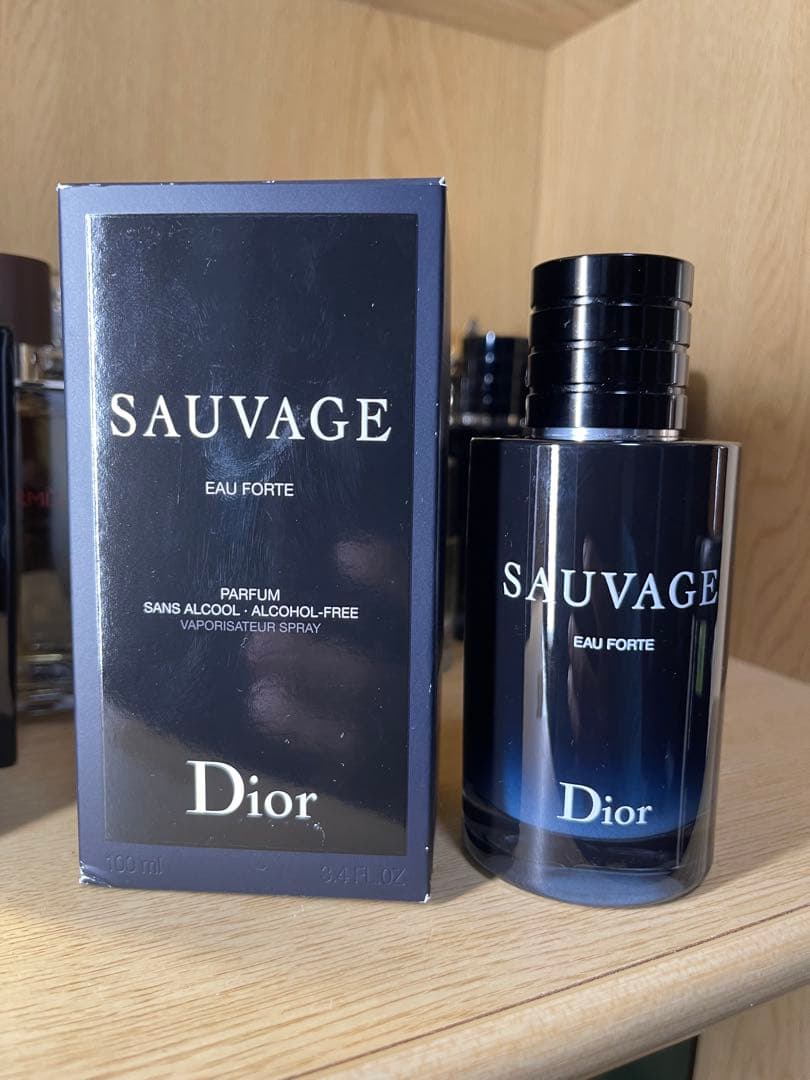 SAUVAGE
EAU FORTE
PARFUM
SANS ALCOOL · ALCOHOL-FREE
VAPORISATEUR SPRAY
Dior
100 ml 3.4 FL.OZ
SAUVAGE
EAU FORTE
Dior